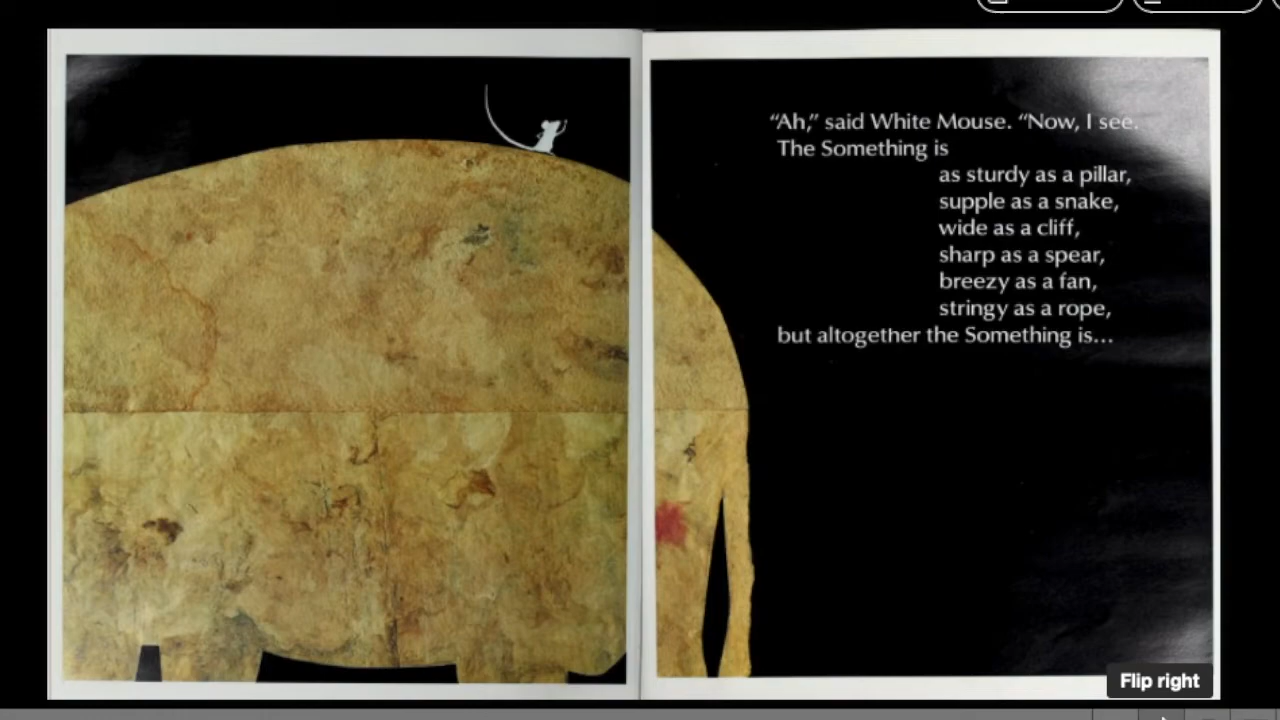 “Ah,” said White Mouse. “Now, I see.
The Something is
as sturdy as a pillar,
supple as a snake,
wide as a cliff,
sharp as a spear,
breezy as a fan,
stringy as a rope,
but altogether the Something is...
Flip right